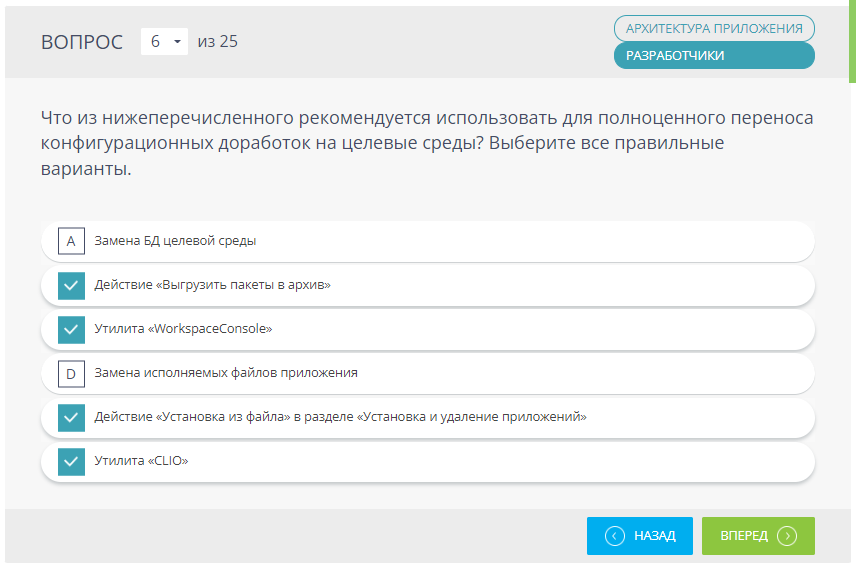 ВОПРОС 6 из 25
АРХИТЕКТУРА ПРИЛОЖЕНИЯ
РАЗРАБОТЧИКИ
Что из нижеперечисленного рекомендуется использовать для полноценного переноса
конфигурационных доработок на целевые среды? Выберите все правильные
варианты.
A Замена БД целевой среды
Действие «Выгрузить пакеты в архив»
Утилита «WorkspaceConsole»
D Замена исполняемых файлов приложения
Действие «Установка из файла» в разделе «Установка и удаление приложений»
Утилита «CLIO»
НАЗАД ВПЕРЕД